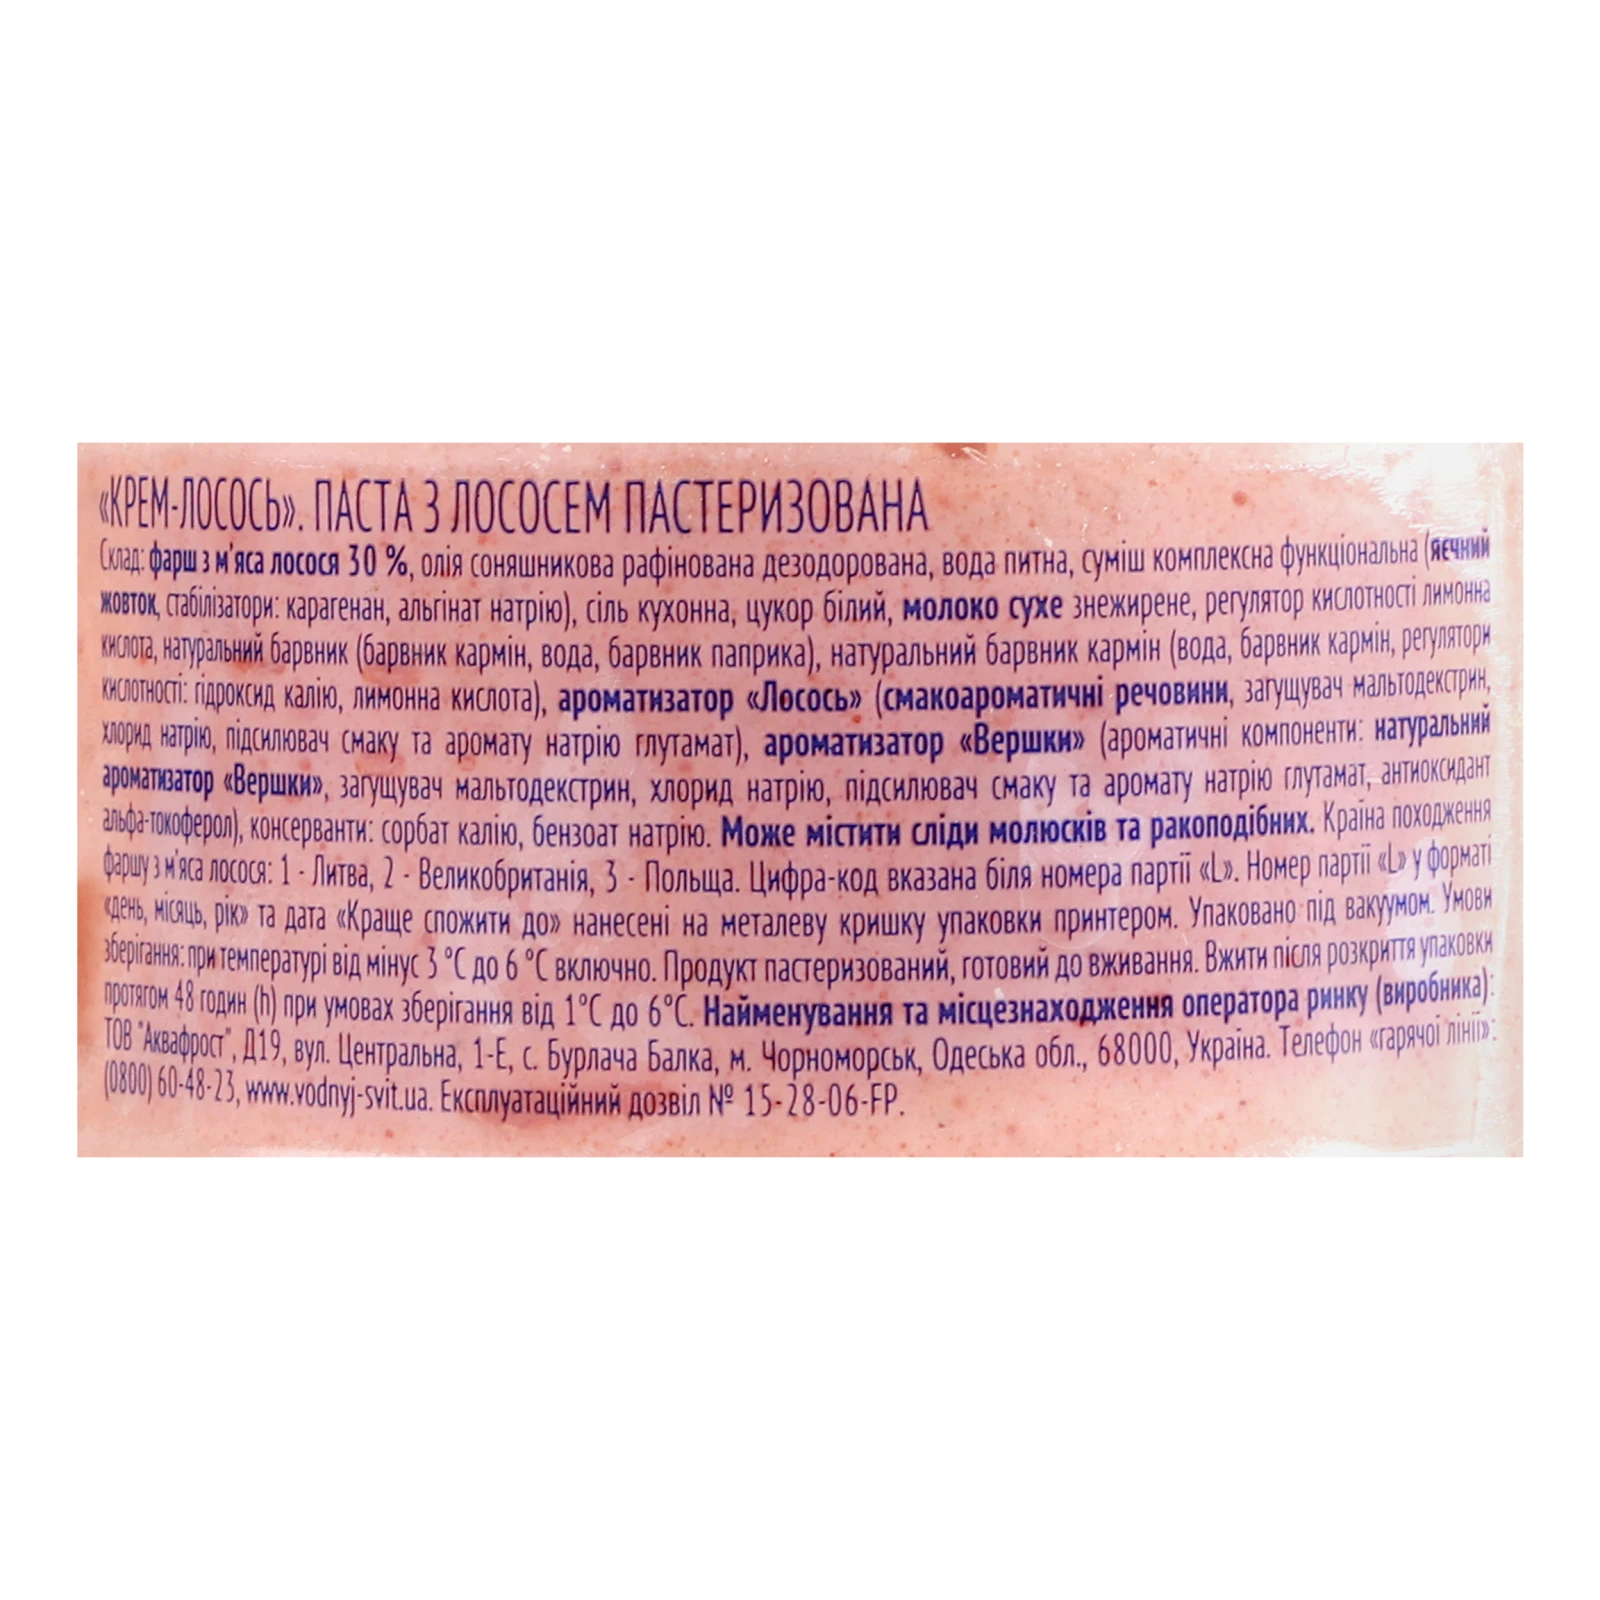 «КРЕМ-ЛОСОСЬ». ПАСТА З ЛОСОСЕМ ПАСТЕРИЗОВАНА
Склад: фарш з м'яса лосося 30 %, олія соняшникова рафінована дезодорована, вода питна, суміш комплексна функціональна (яєчний
жовток, стабілізатори: карагенан, альгінат натрію), сіль кухонна, цукор білий, молоко сухе знежирене, регулятор кислотності лимонна
кислота, натуральний барвник (барвник кармін, вода, барвник паприка), натуральний барвник кармін (вода, барвник кармін, регулятори
кислотності: гідроксид калію, лимонна кислота), ароматизатор «Лосось» (смакоароматичні речовини, загущувач мальтодекстрин,
хлорид натрію, підсилювач смаку та аромату натрію глутамат), ароматизатор «Вершки» (ароматичні компоненти: натуральний
ароматизатор «Вершки», загущувач мальтодекстрин, хлорид натрію, підсилювач смаку та аромату натрію глутамат, антиоксидант
альфа-токоферол), консерванти: сорбат калію, бензоат натрію. Може містити сліди молюсків та ракоподібних. Країна походження
фаршу з м'яса лосося: 1 - Литва, 2 - Великобританія, 3 - Польща. Цифра-код вказана біля номера партії «L». Номер партії «L» у форматі
«день, місяць, рік» та дата «Краще спожити до» нанесені на металеву кришку упаковки принтером. Упаковано під вакуумом. Умови
зберігання: при температурі від мінус 3 °С до 6 °С включно. Продукт пастеризований, готовий до вживання. Вжити після розкриття упаковки
протягом 48 годин (h) при умовах зберігання від 1°С до 6°С. Найменування та місцезнаходження оператора ринку (виробника):
ТОВ "Аквафрост", Д19, вул. Центральна, 1-Е, с. Бурлача Балка, м. Чорноморськ, Одеська обл., 68000, Україна. Телефон «гарячої лінії»:
(0800) 60-48-23, www.vodnyj-svit.ua. Експлуатаційний дозвіл № 15-28-06-FP.